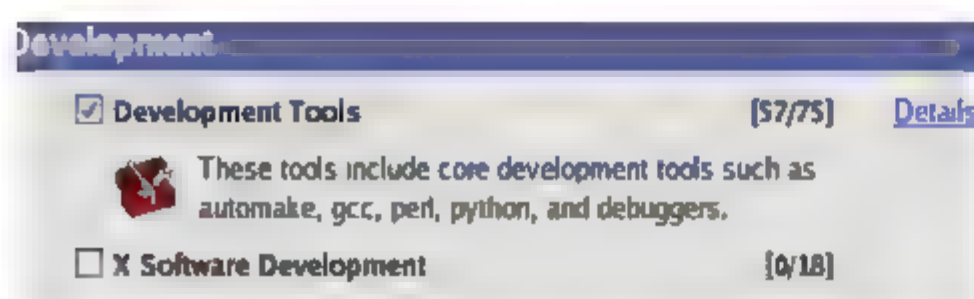 Development
Development Tools [57/75] Details
These tools include core development tools such as
automake, gcc, perl, python, and debuggers.
X Software Development [0/18]